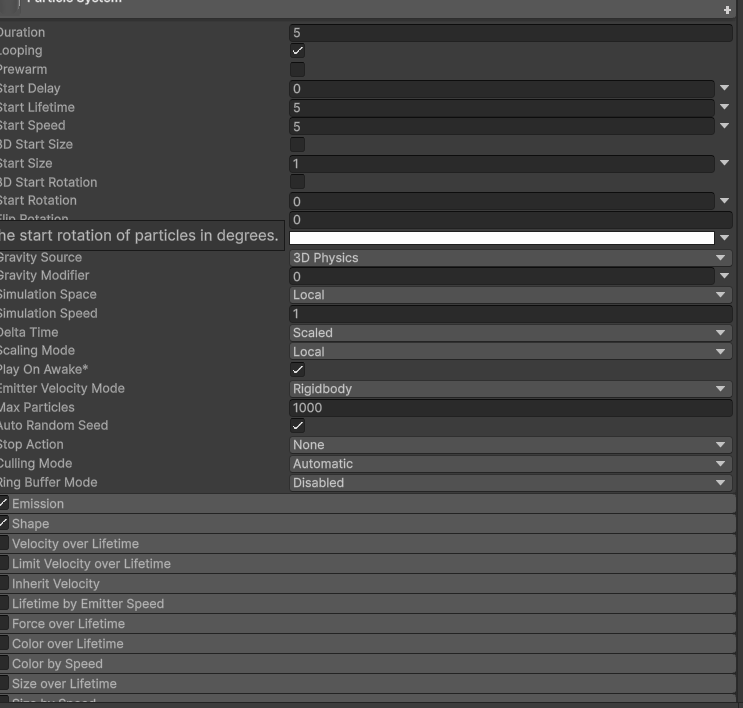 Particle System
+
Duration 5
Looping
Prewarm
Start Delay 0
Start Lifetime 5
Start Speed 5
3D Start Size
Start Size 1
3D Start Rotation
Start Rotation 0
Flip Rotation 0
he start rotation of particles in degrees.
Gravity Source 3D Physics
Gravity Modifier 0
Simulation Space Local
Simulation Speed 1
Delta Time Scaled
Scaling Mode Local
Play On Awake*
Emitter Velocity Mode Rigidbody
Max Particles 1000
Auto Random Seed
Stop Action None
Culling Mode Automatic
Ring Buffer Mode Disabled
Emission
Shape
Velocity over Lifetime
Limit Velocity over Lifetime
Inherit Velocity
Lifetime by Emitter Speed
Force over Lifetime
Color over Lifetime
Color by Speed
Size over Lifetime
Size by Speed